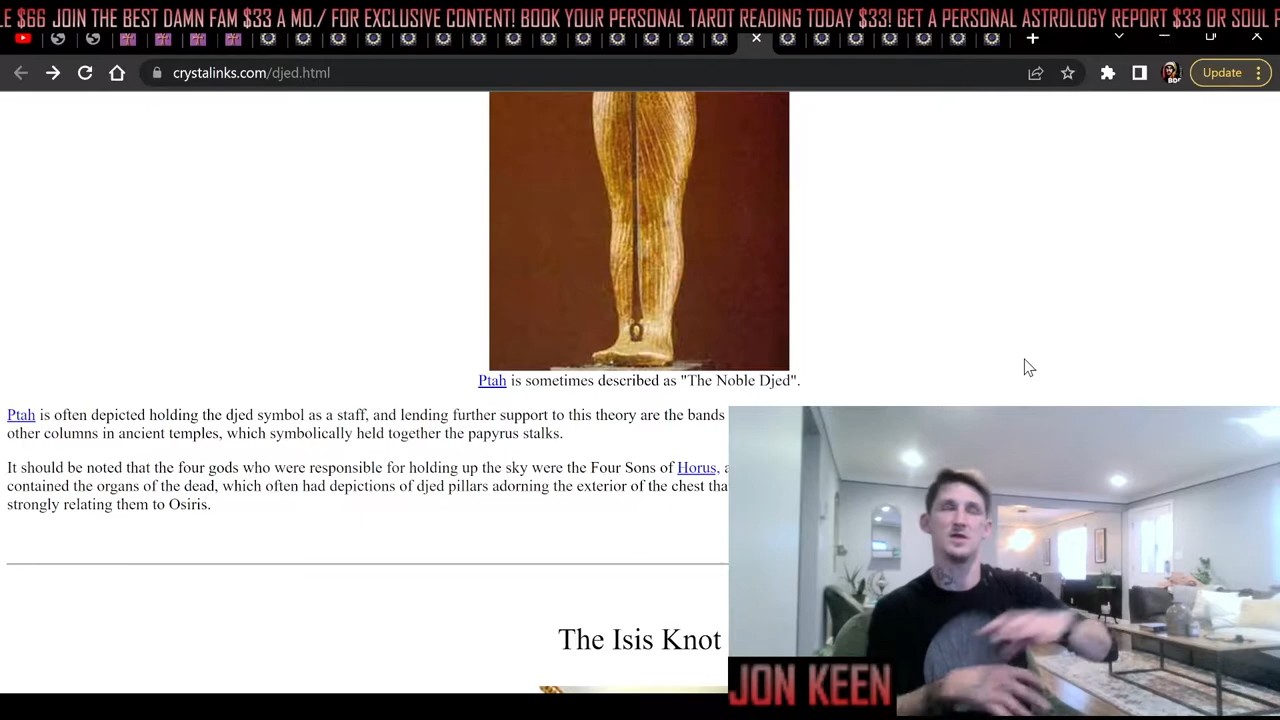 LE $66 JOIN THE BEST DAMN FAM $33 A MO./ FOR EXCLUSIVE CONTENT! BOOK YOUR PERSONAL TAROT READING TODAY $33! GET A PERSONAL ASTROLOGY REPORT $33 OR SOUL
crystalinks.com/djed.html
Update
Ptah is sometimes described as "The Noble Djed".
Ptah is often depicted holding the djed symbol as a staff, and lending further support to this theory are the bands
other columns in ancient temples, which symbolically held together the papyrus stalks.
It should be noted that the four gods who were responsible for holding up the sky were the Four Sons of Horus, a
contained the organs of the dead, which often had depictions of djed pillars adorning the exterior of the chest tha
strongly relating them to Osiris.
The Isis Knot
JON KEEN